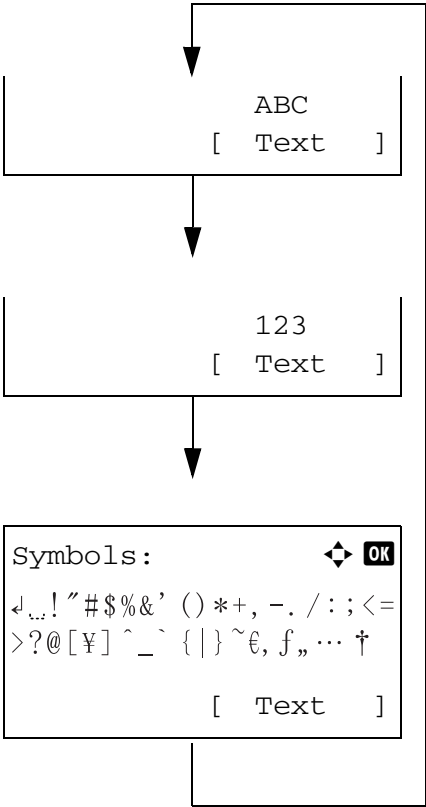 ABC
[ Text ]
123
[ Text ]
Symbols: OK
↲␣!"#$%&'()*+,-./:;<=
>?@[¥]^_`{|}~€‚ƒ„…†
[ Text ]